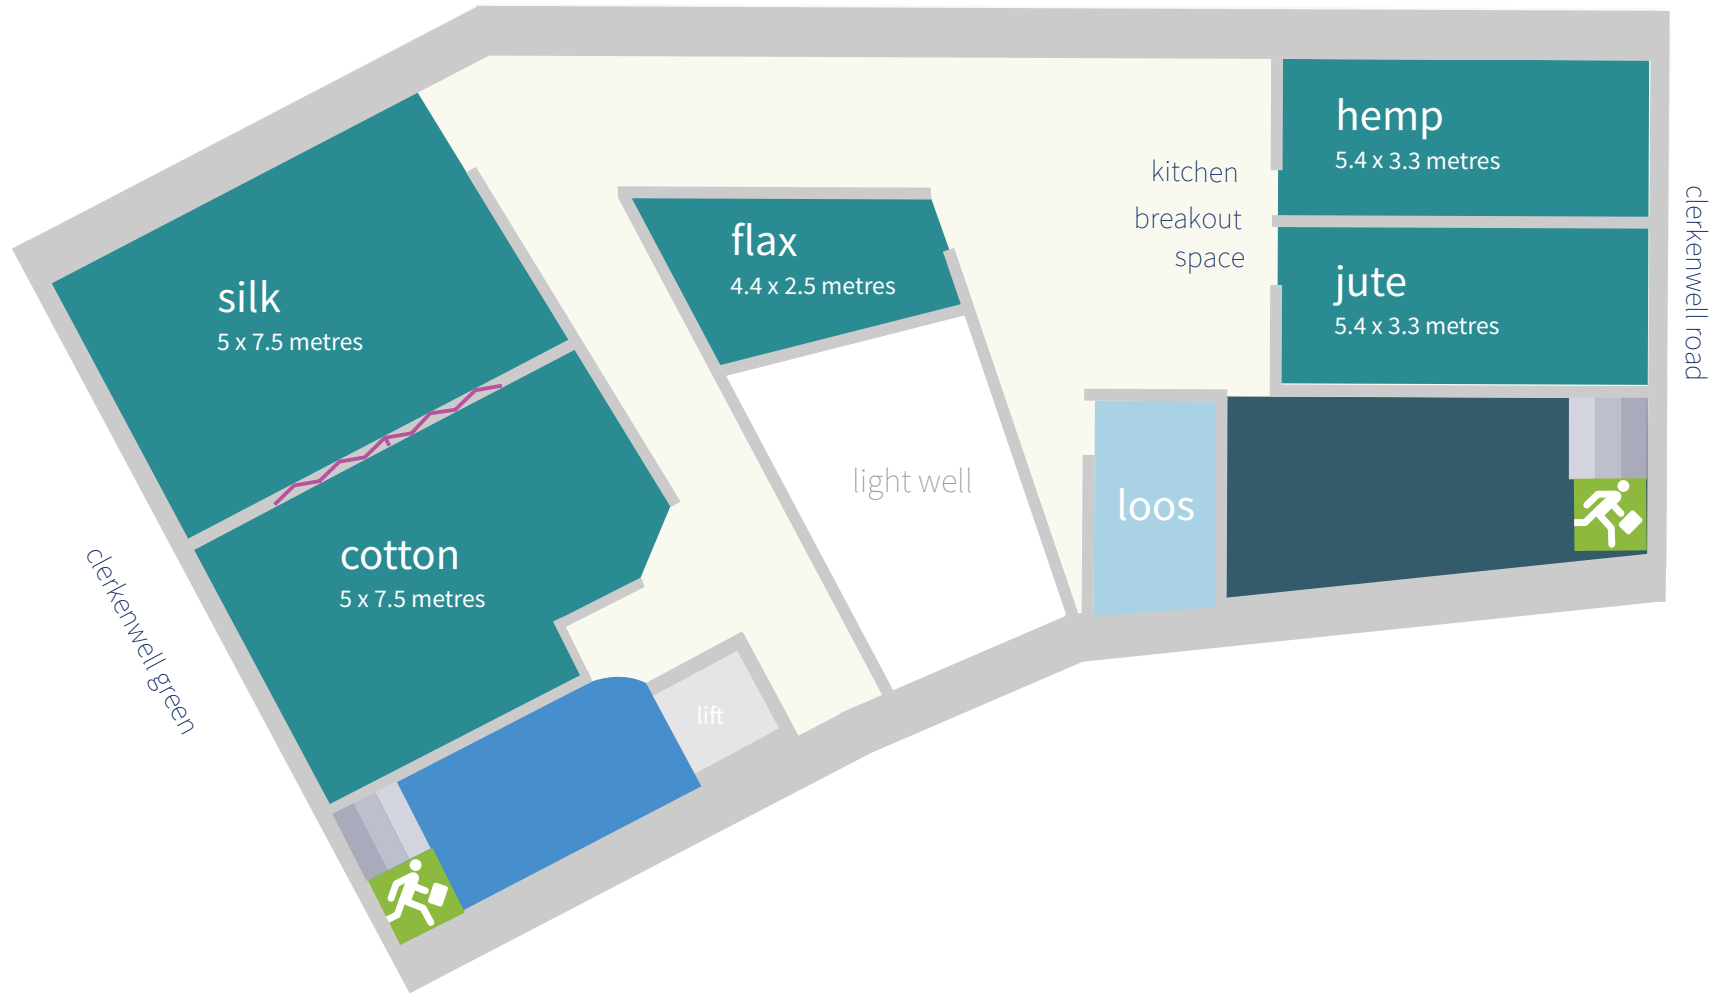 silk
5 x 7.5 metres
cotton
5 x 7.5 metres
flax
4.4 x 2.5 metres
light well
lift
kitchen
breakout
space
hemp
5.4 x 3.3 metres
jute
5.4 x 3.3 metres
loos
clerkenwell green
clerkenwell road